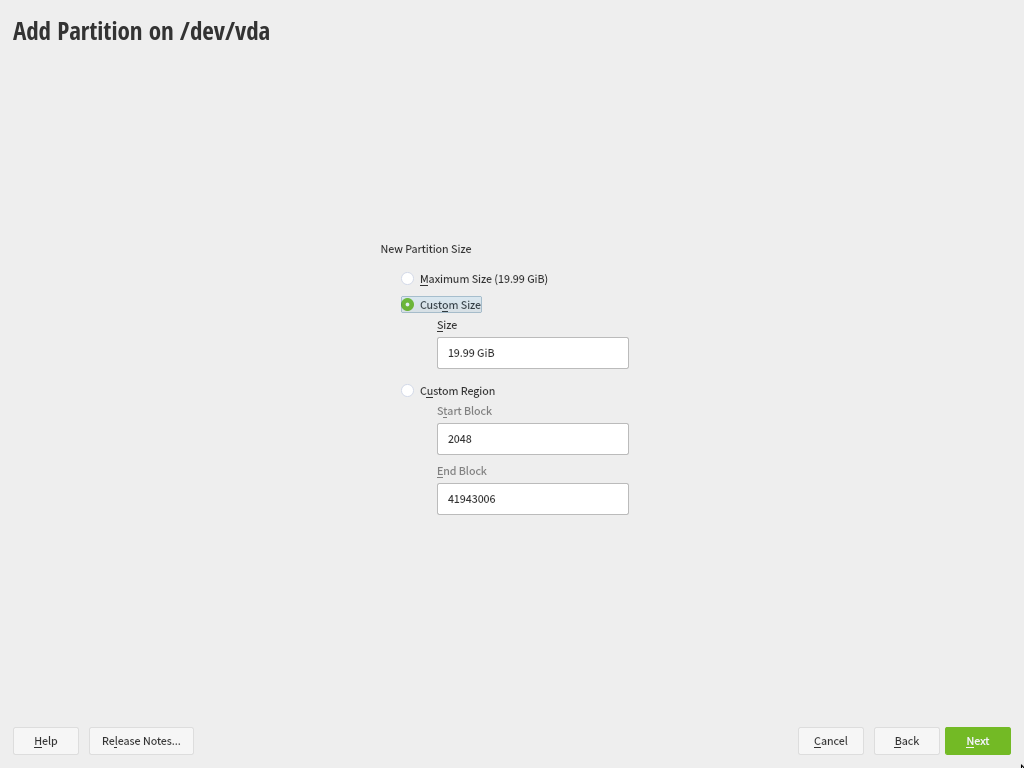 Add Partition on /dev/vda
New Partition Size
Maximum Size (19.99 GiB)
Custom Size
Size
19.99 GiB
Custom Region
Start Block
2048
End Block
41943006
Help
Release Notes...
Cancel
Back
Next